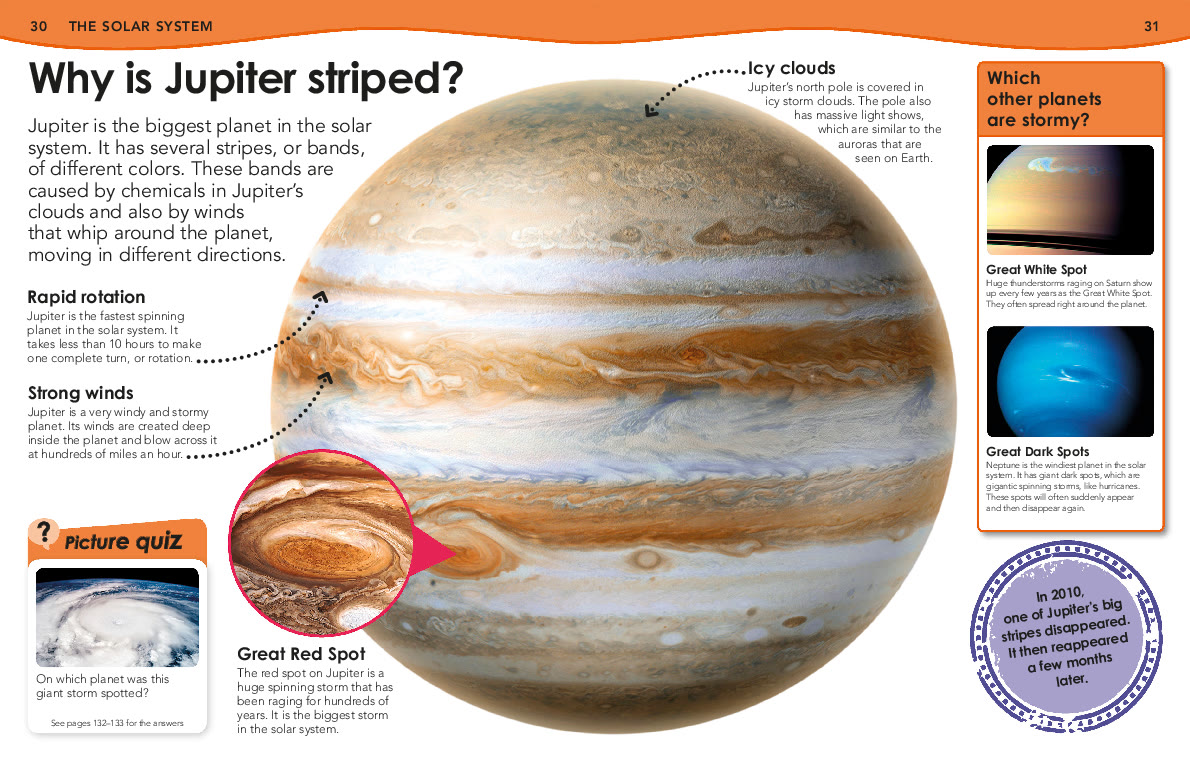 30 THE SOLAR SYSTEM
31
Why is Jupiter striped?
Jupiter is the biggest planet in the solar
system. It has several stripes, or bands,
of different colors. These bands are
caused by chemicals in Jupiter's
clouds and also by winds
that whip around the planet,
moving in different directions.
Rapid rotation
Jupiter is the fastest spinning
planet in the solar system. It
takes less than 10 hours to make
one complete turn, or rotation.
Strong winds
Jupiter is a very windy and stormy
planet. Its winds are created deep
inside the planet and blow across it
at hundreds of miles an hour.
? Picture quiz
On which planet was this
giant storm spotted?
See pages 132–133 for the answers
Great Red Spot
The red spot on Jupiter is a
huge spinning storm that has
been raging for hundreds of
years. It is the biggest storm
in the solar system.
Icy clouds
Jupiter's north pole is covered in
icy storm clouds. The pole also
has massive light shows,
which are similar to the
auroras that are
seen on Earth.
Which
other planets
are stormy?
Great White Spot
Huge thunderstorms raging on Saturn show
up every few years as the Great White Spot.
They often spread right around the planet.
Great Dark Spots
Neptune is the windiest planet in the solar
system. It has giant dark spots, which are
gigantic spinning storms, like hurricanes.
These spots will often suddenly appear
and then disappear again.
In 2010,
one of Jupiter's big
stripes disappeared.
It then reappeared
a few months
later.